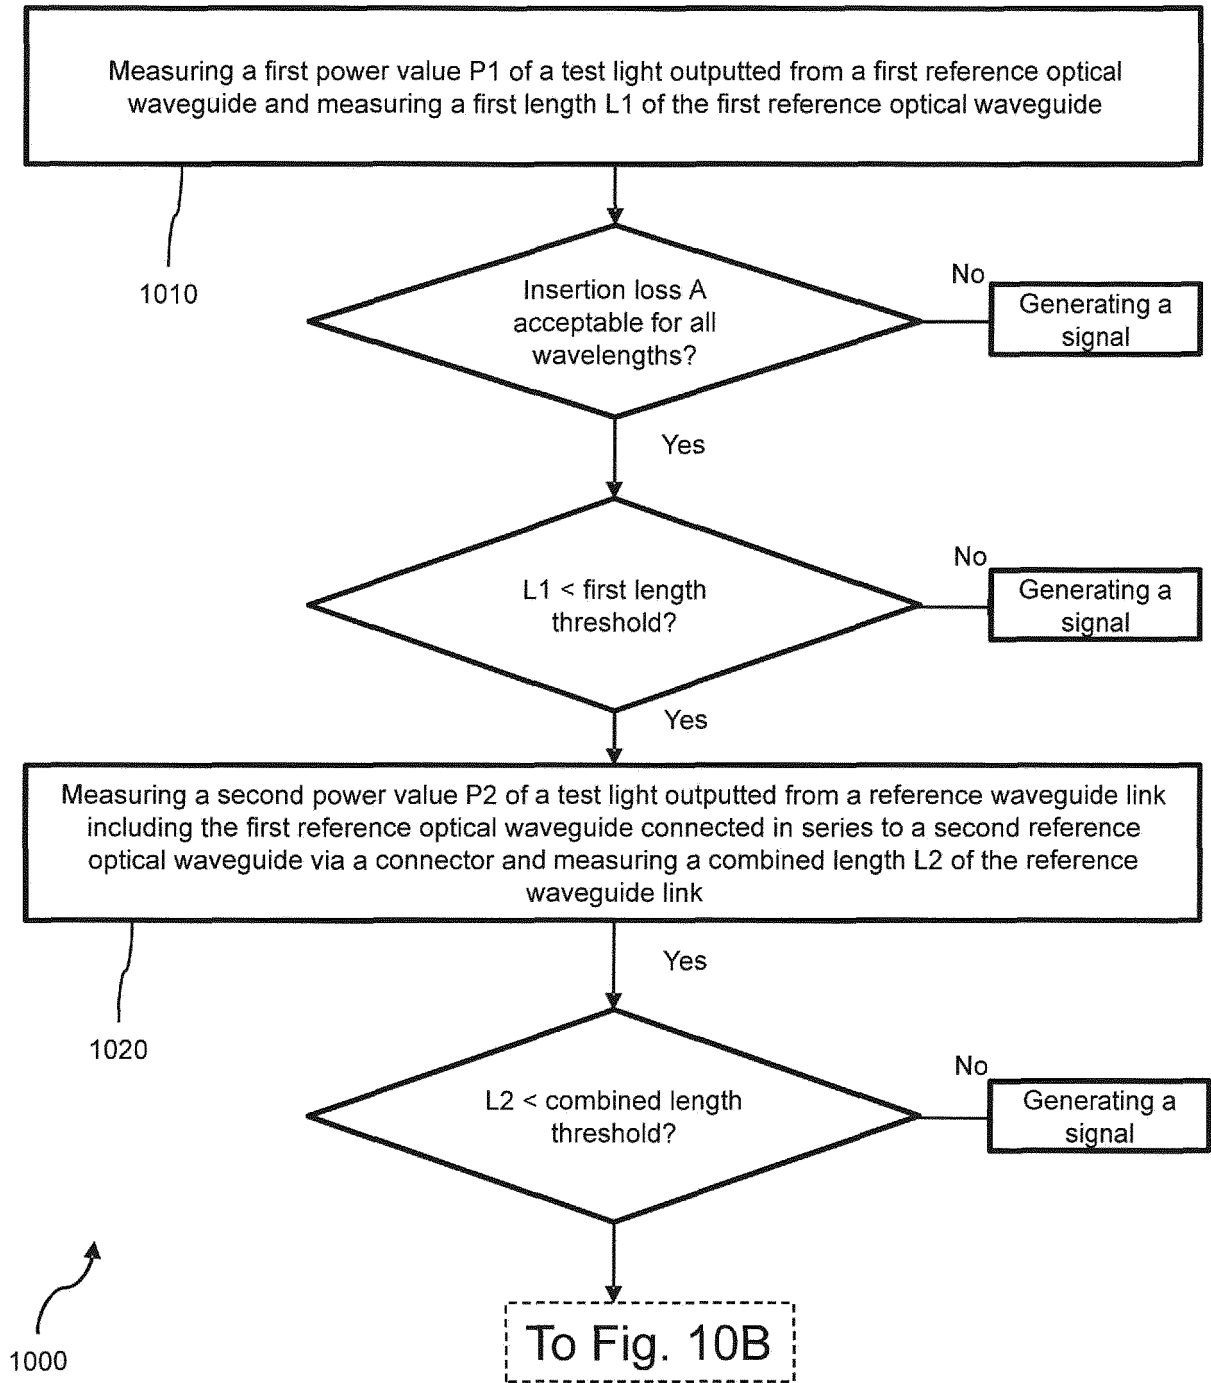 Measuring a first power value P1 of a test light outputted from a first reference optical
waveguide and measuring a first length L1 of the first reference optical waveguide
1010
Insertion loss A
acceptable for all
wavelengths?
No
Generating a
signal
Yes
L1 < first length
threshold?
No
Generating a
signal
Yes
Measuring a second power value P2 of a test light outputted from a reference waveguide link
including the first reference optical waveguide connected in series to a second reference
optical waveguide via a connector and measuring a combined length L2 of the reference
waveguide link
Yes
1020
L2 < combined length
threshold?
No
Generating a
signal
1000
To Fig. 10B